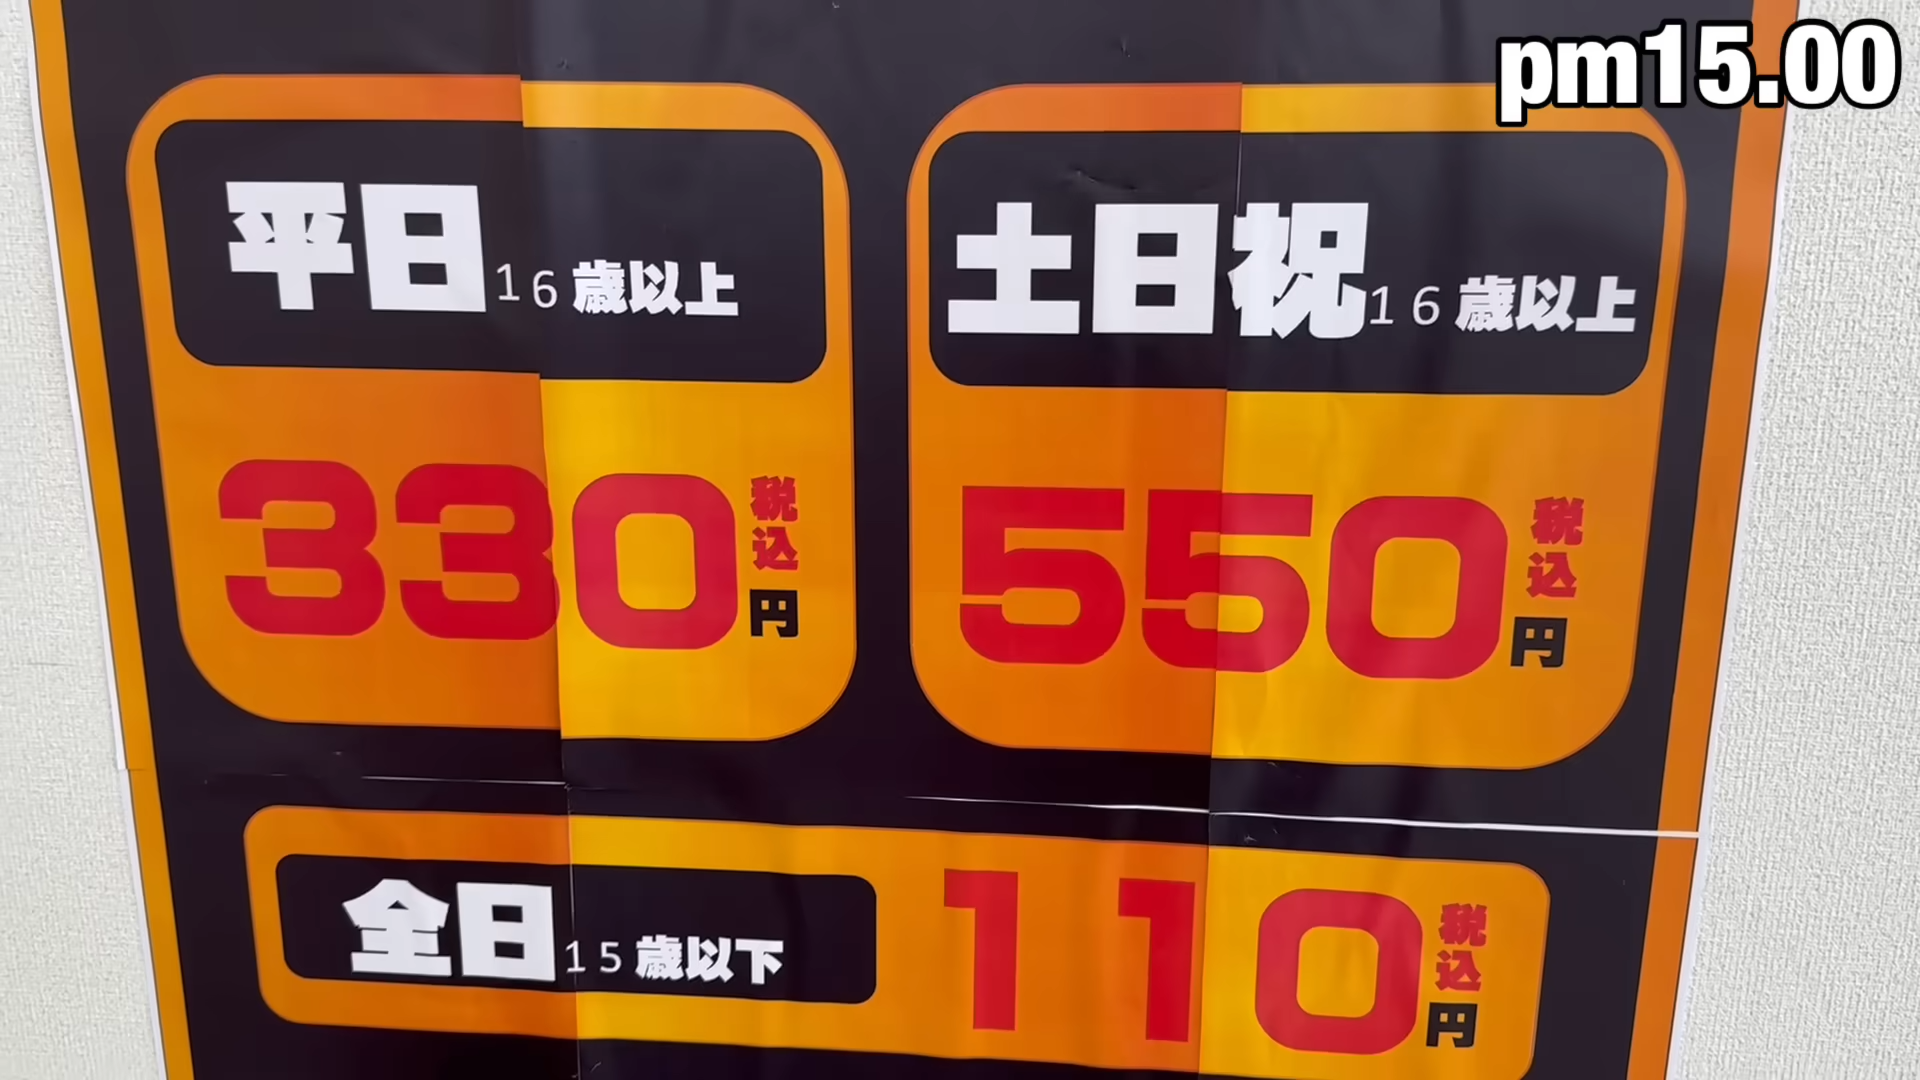 pm15.00
平日16歳以上
330税込円
土日祝16歳以上
550税込円
全日15歳以下
110税込円